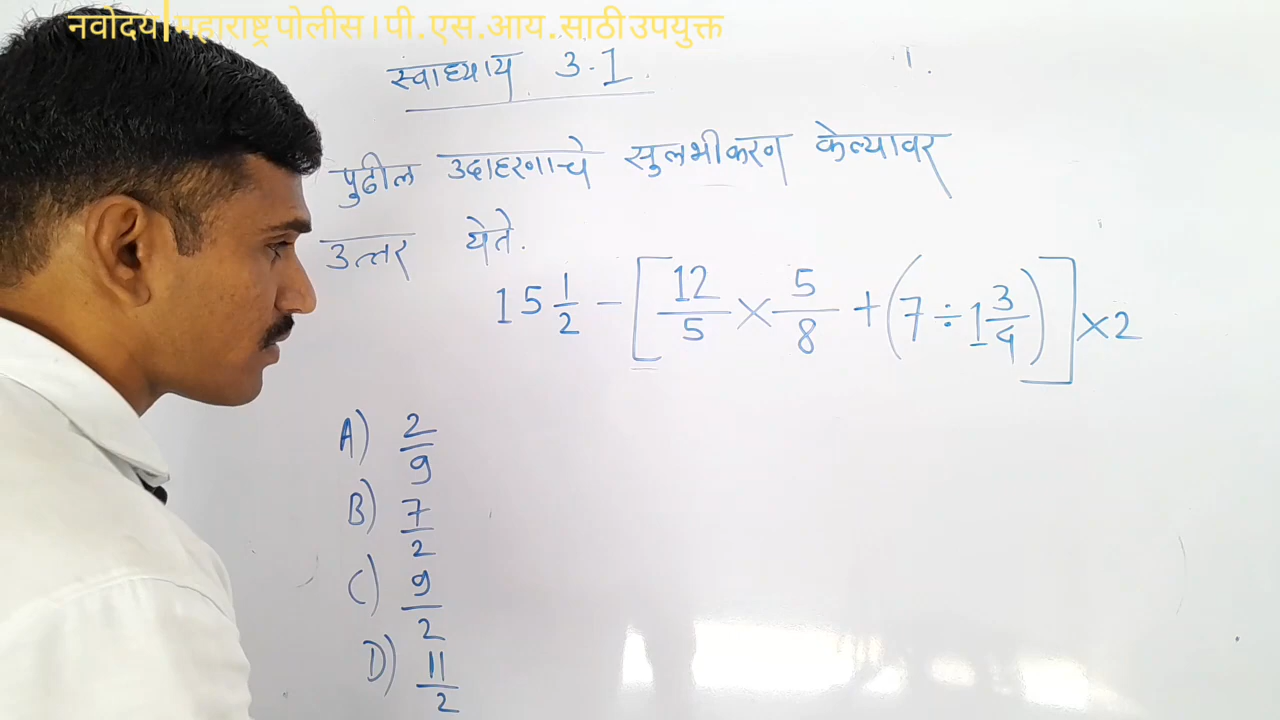 नवोदय|महाराष्ट्र पोलीस।पी.एस.आय.साठी उपयुक्त
स्वाध्याय 3.1
पुढील उदाहरणाचे सुलभीकरण केल्यावर
उत्तर येते.
15 1/2 - [12/5 × 5/8 + (7 ÷ 1 3/4)] × 2
A) 2/9
B) 7/2
C) 9/2
D) 11/2